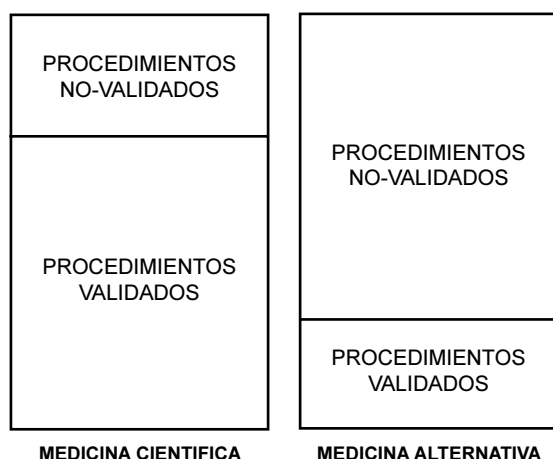 PROCEDIMIENTOS
NO-VALIDADOS
PROCEDIMIENTOS
VALIDADOS
MEDICINA CIENTIFICA
PROCEDIMIENTOS
NO-VALIDADOS
PROCEDIMIENTOS
VALIDADOS
MEDICINA ALTERNATIVA